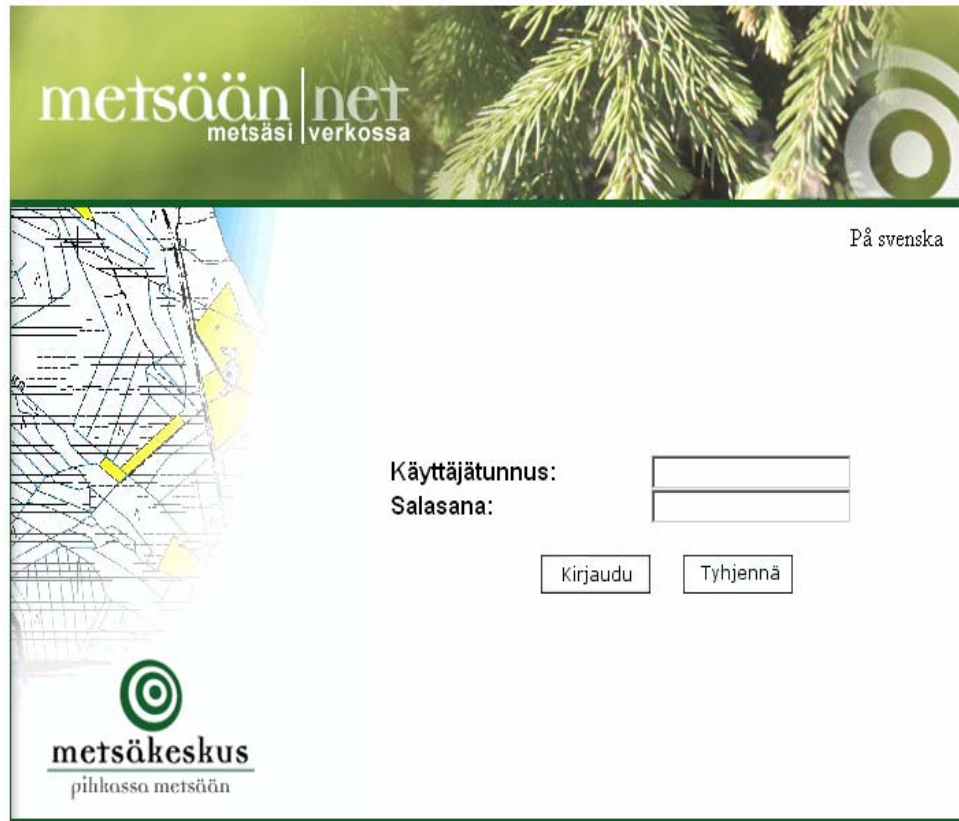 metsään net
metsäsi verkossa
På svenska
Käyttäjätunnus:
Salasana:
Kirjaudu
Tyhjennä
metsäkeskus
pihkassa metsään